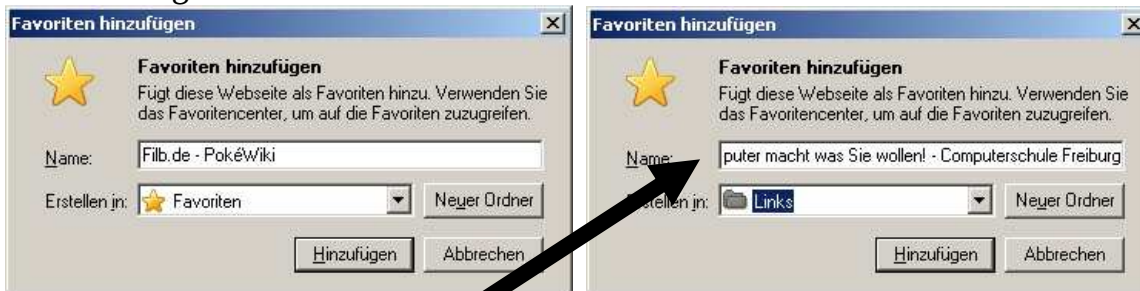 Favoriten hinzufügen
Favoriten hinzufügen
Fügt diese Webseite als Favoriten hinzu. Verwenden Sie
das Favoritencenter, um auf die Favoriten zuzugreifen.
Name: Filb.de - PokéWiki
Erstellen in: Favoriten Neuer Ordner
Hinzufügen Abbrechen
Favoriten hinzufügen
Favoriten hinzufügen
Fügt diese Webseite als Favoriten hinzu. Verwenden Sie
das Favoritencenter, um auf die Favoriten zuzugreifen.
Name: puter macht was Sie wollen! - Computerschule Freiburg
Erstellen in: Links Neuer Ordner
Hinzufügen Abbrechen